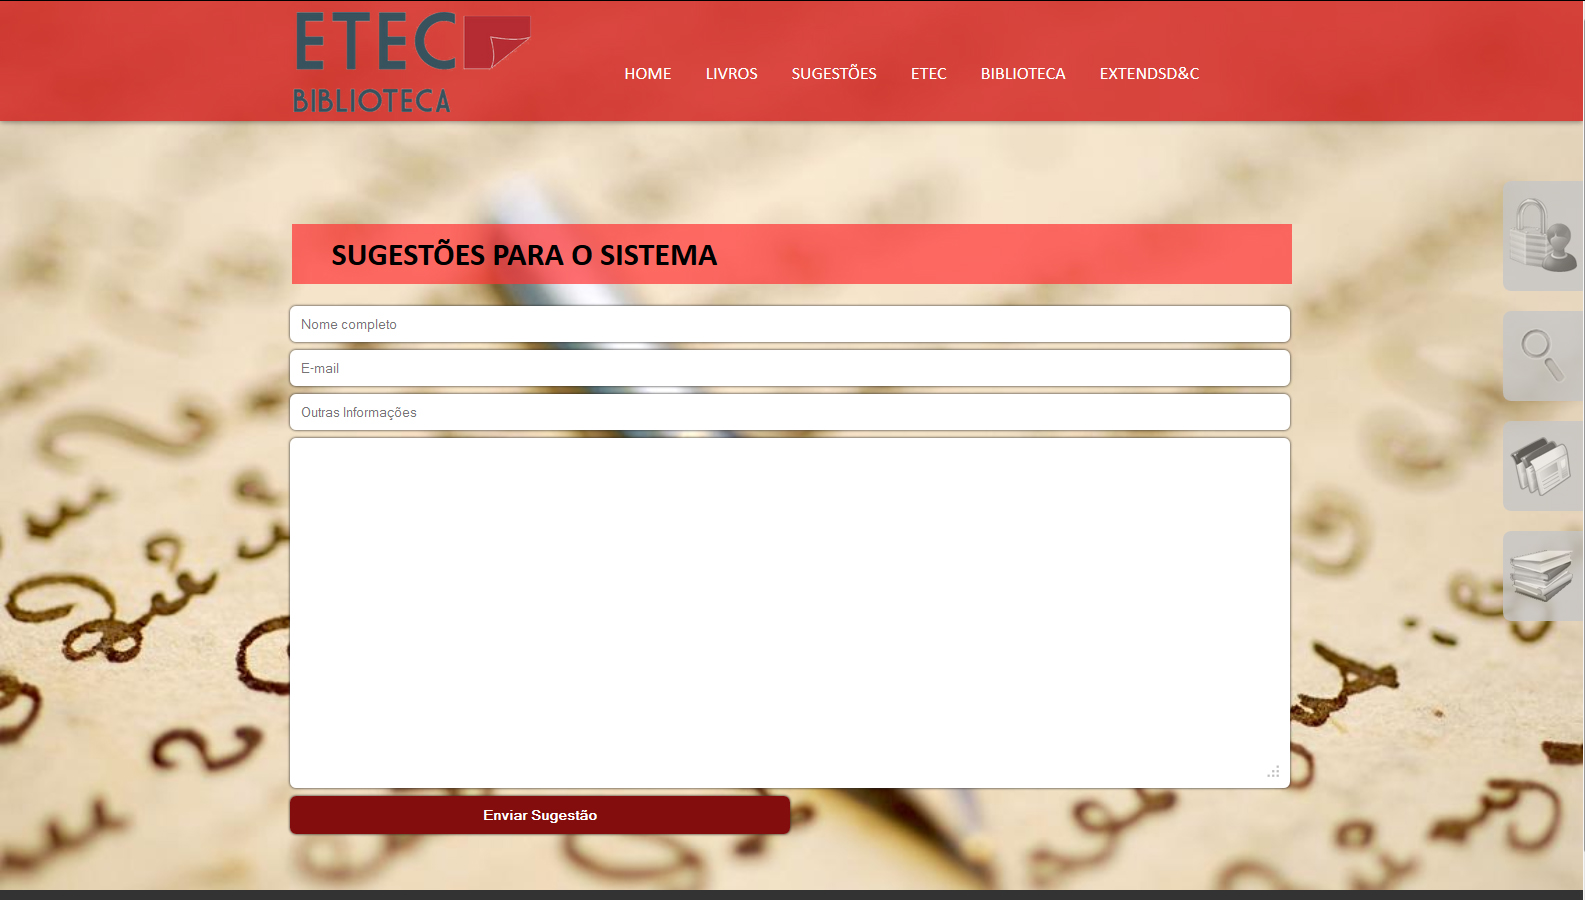 ETEC
BIBLIOTECA
HOME LIVROS SUGESTÕES ETEC BIBLIOTECA EXTENDSD&C
SUGESTÕES PARA O SISTEMA
Nome completo
E-mail
Outras Informações
Enviar Sugestão